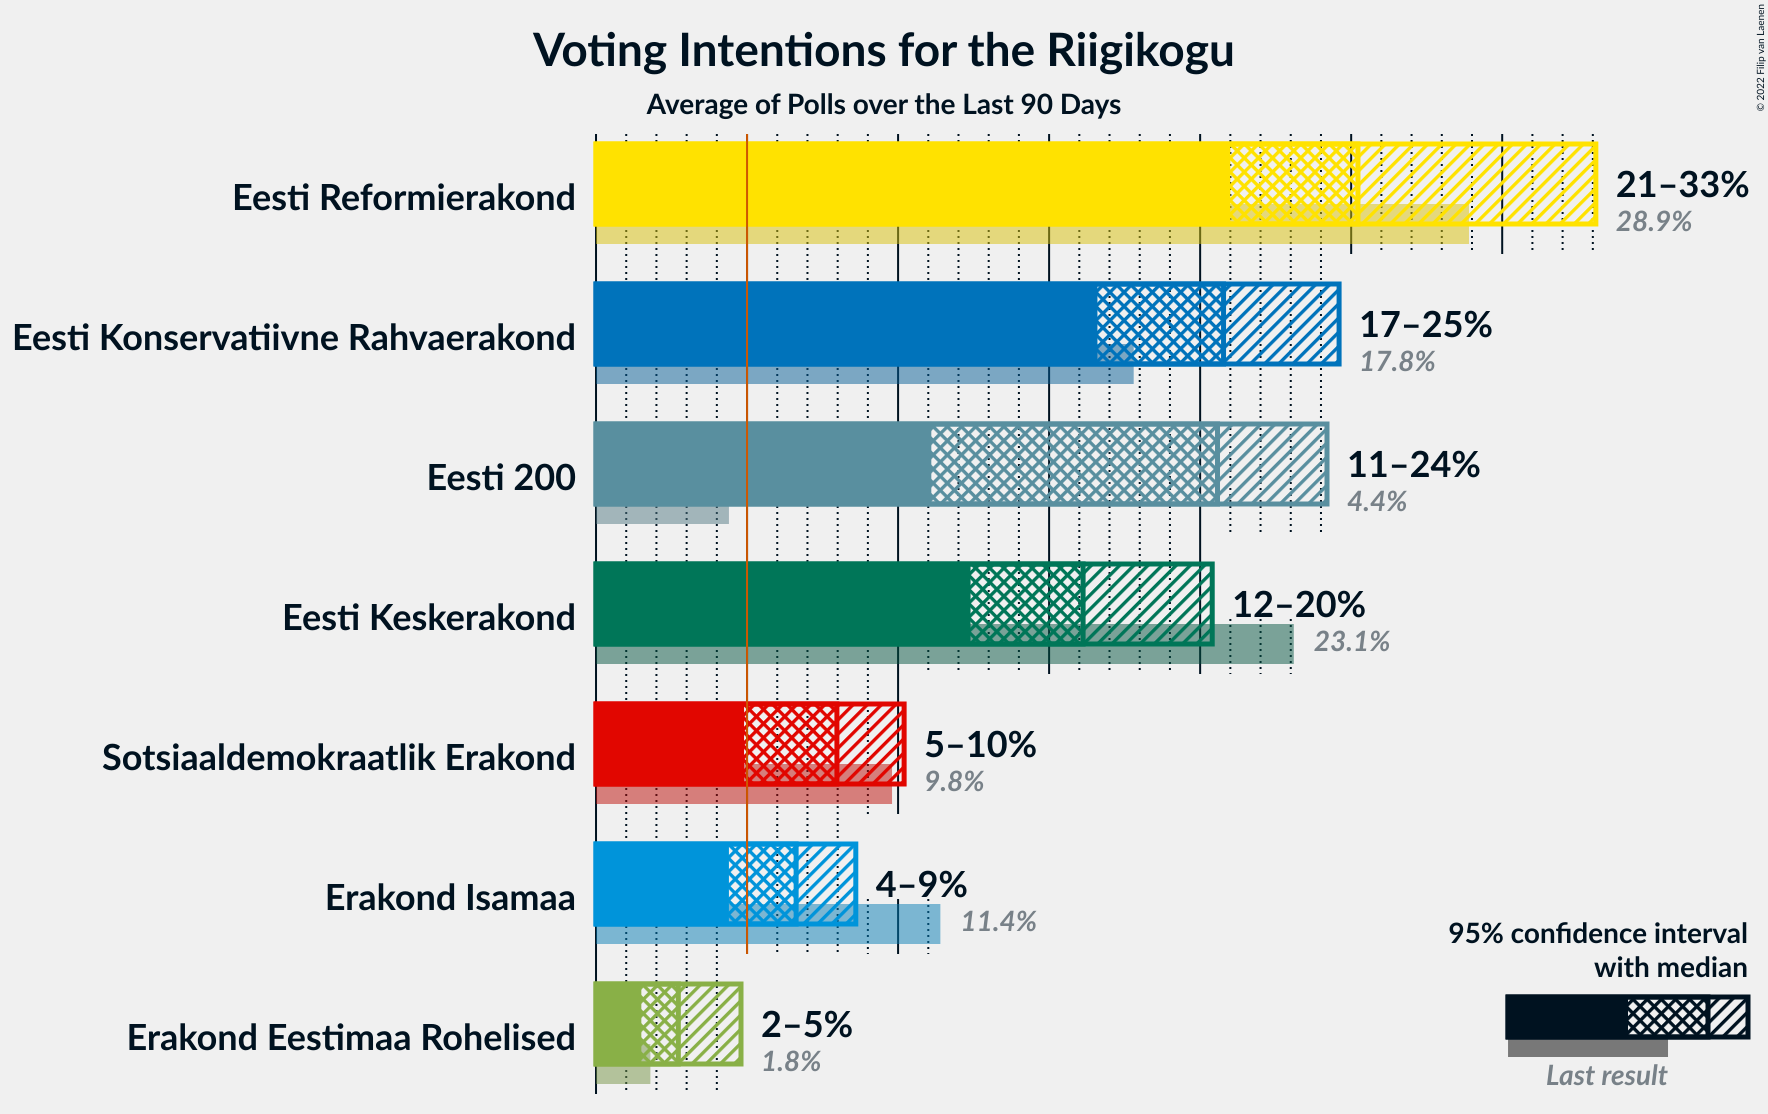 © 2022 Filip van Laenen
Voting Intentions for the Riigikogu
Average of Polls over the Last 90 Days
Eesti Reformierakond
21–33%
28.9%
Eesti Konservatiivne Rahvaerakond
17–25%
17.8%
Eesti 200
11–24%
4.4%
Eesti Keskerakond
12–20%
23.1%
Sotsiaaldemokraatlik Erakond
5–10%
9.8%
Erakond Isamaa
4–9%
11.4%
Erakond Eestimaa Rohelised
2–5%
1.8%
95% confidence interval
with median
Last result